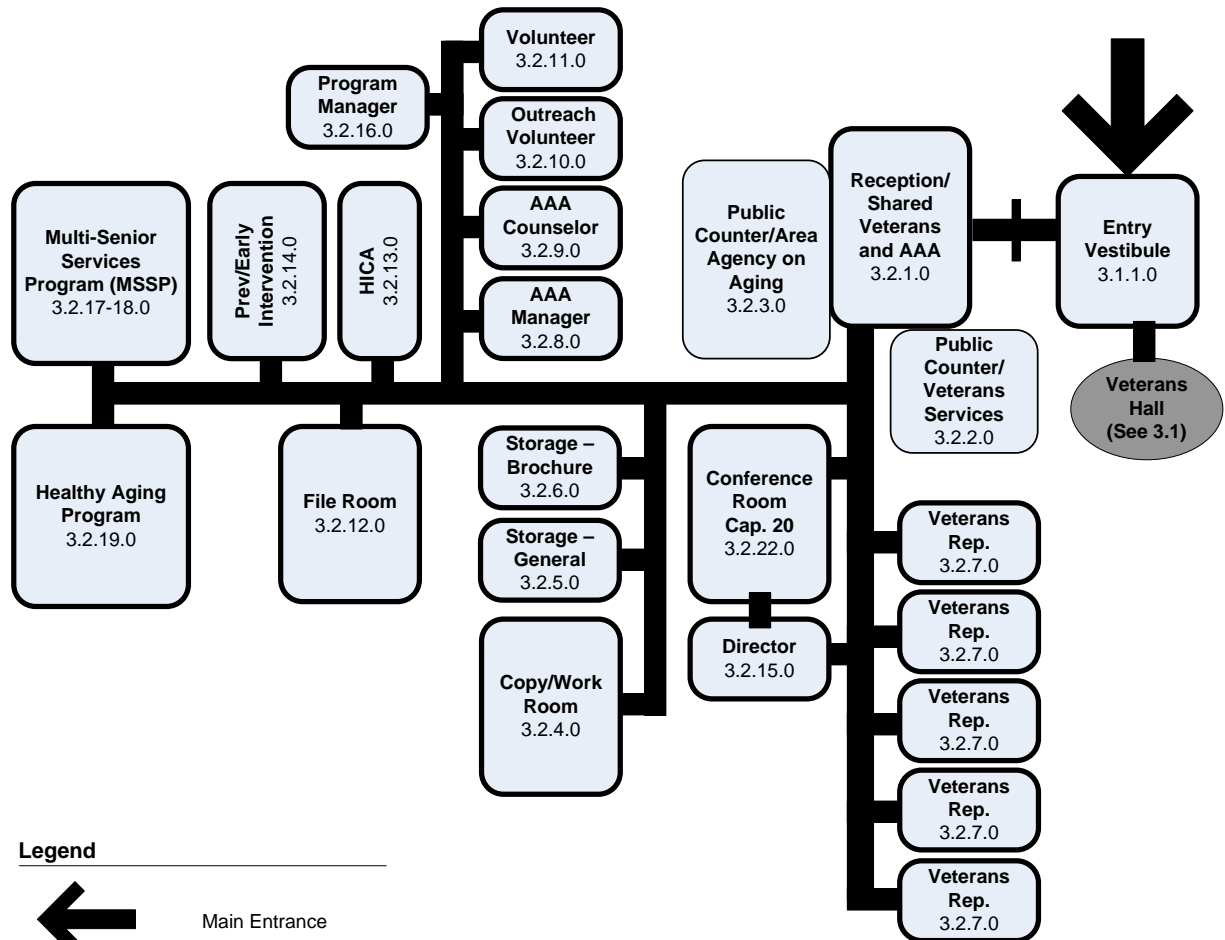 Volunteer
3.2.11.0
Program
Manager
3.2.16.0
Outreach
Volunteer
3.2.10.0
AAA
Counselor
3.2.9.0
AAA
Manager
3.2.8.0
Multi-Senior
Services
Program (MSSP)
3.2.17-18.0
Prev/Early
Intervention
3.2.14.0
HICA
3.2.13.0
Public
Counter/Area
Agency on
Aging
3.2.3.0
Reception/
Shared
Veterans
and AAA
3.2.1.0
Entry
Vestibule
3.1.1.0
Public
Counter/
Veterans
Services
3.2.2.0
Veterans
Hall
(See 3.1)
Healthy Aging
Program
3.2.19.0
File Room
3.2.12.0
Storage –
Brochure
3.2.6.0
Storage –
General
3.2.5.0
Copy/Work
Room
3.2.4.0
Conference
Room
Cap. 20
3.2.22.0
Director
3.2.15.0
Veterans
Rep.
3.2.7.0
Veterans
Rep.
3.2.7.0
Veterans
Rep.
3.2.7.0
Veterans
Rep.
3.2.7.0
Veterans
Rep.
3.2.7.0
Legend
Main Entrance